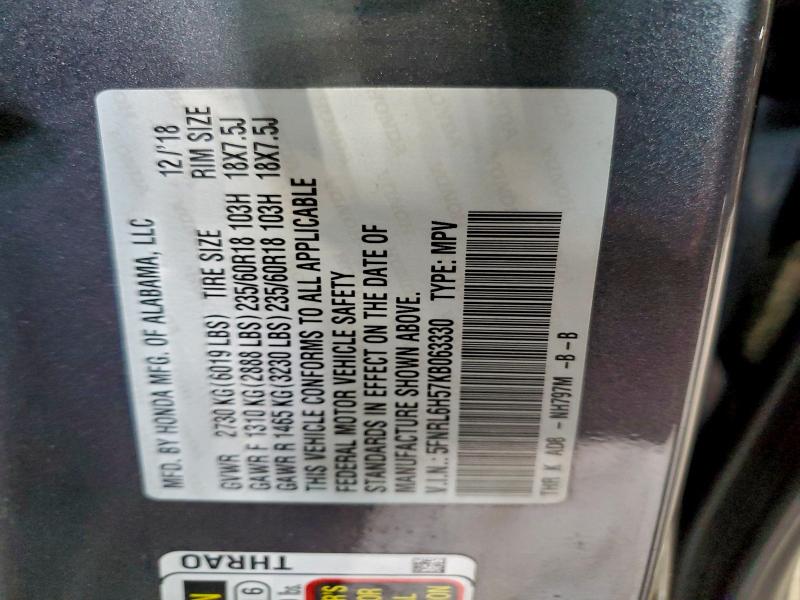 MFD. BY HONDA MFG. OF ALABAMA, LLC 12/'18
GVWR 2730 KG (6019 LBS) TIRE SIZE RIM SIZE
GAWR F 1310 KG (2888 LBS) 235/60R18 103H 18X7.5J
GAWR R 1465 KG (3230 LBS) 235/60R18 103H 18X7.5J
THIS VEHICLE CONFORMS TO ALL APPLICABLE
FEDERAL MOTOR VEHICLE SAFETY
STANDARDS IN EFFECT ON THE DATE OF
MANUFACTURE SHOWN ABOVE.
V.I.N.: 5FNRL6H57KB063330 TYPE: MPV
THR K AD8 - NH797M -B-B
THRAO
N
6
lbs.